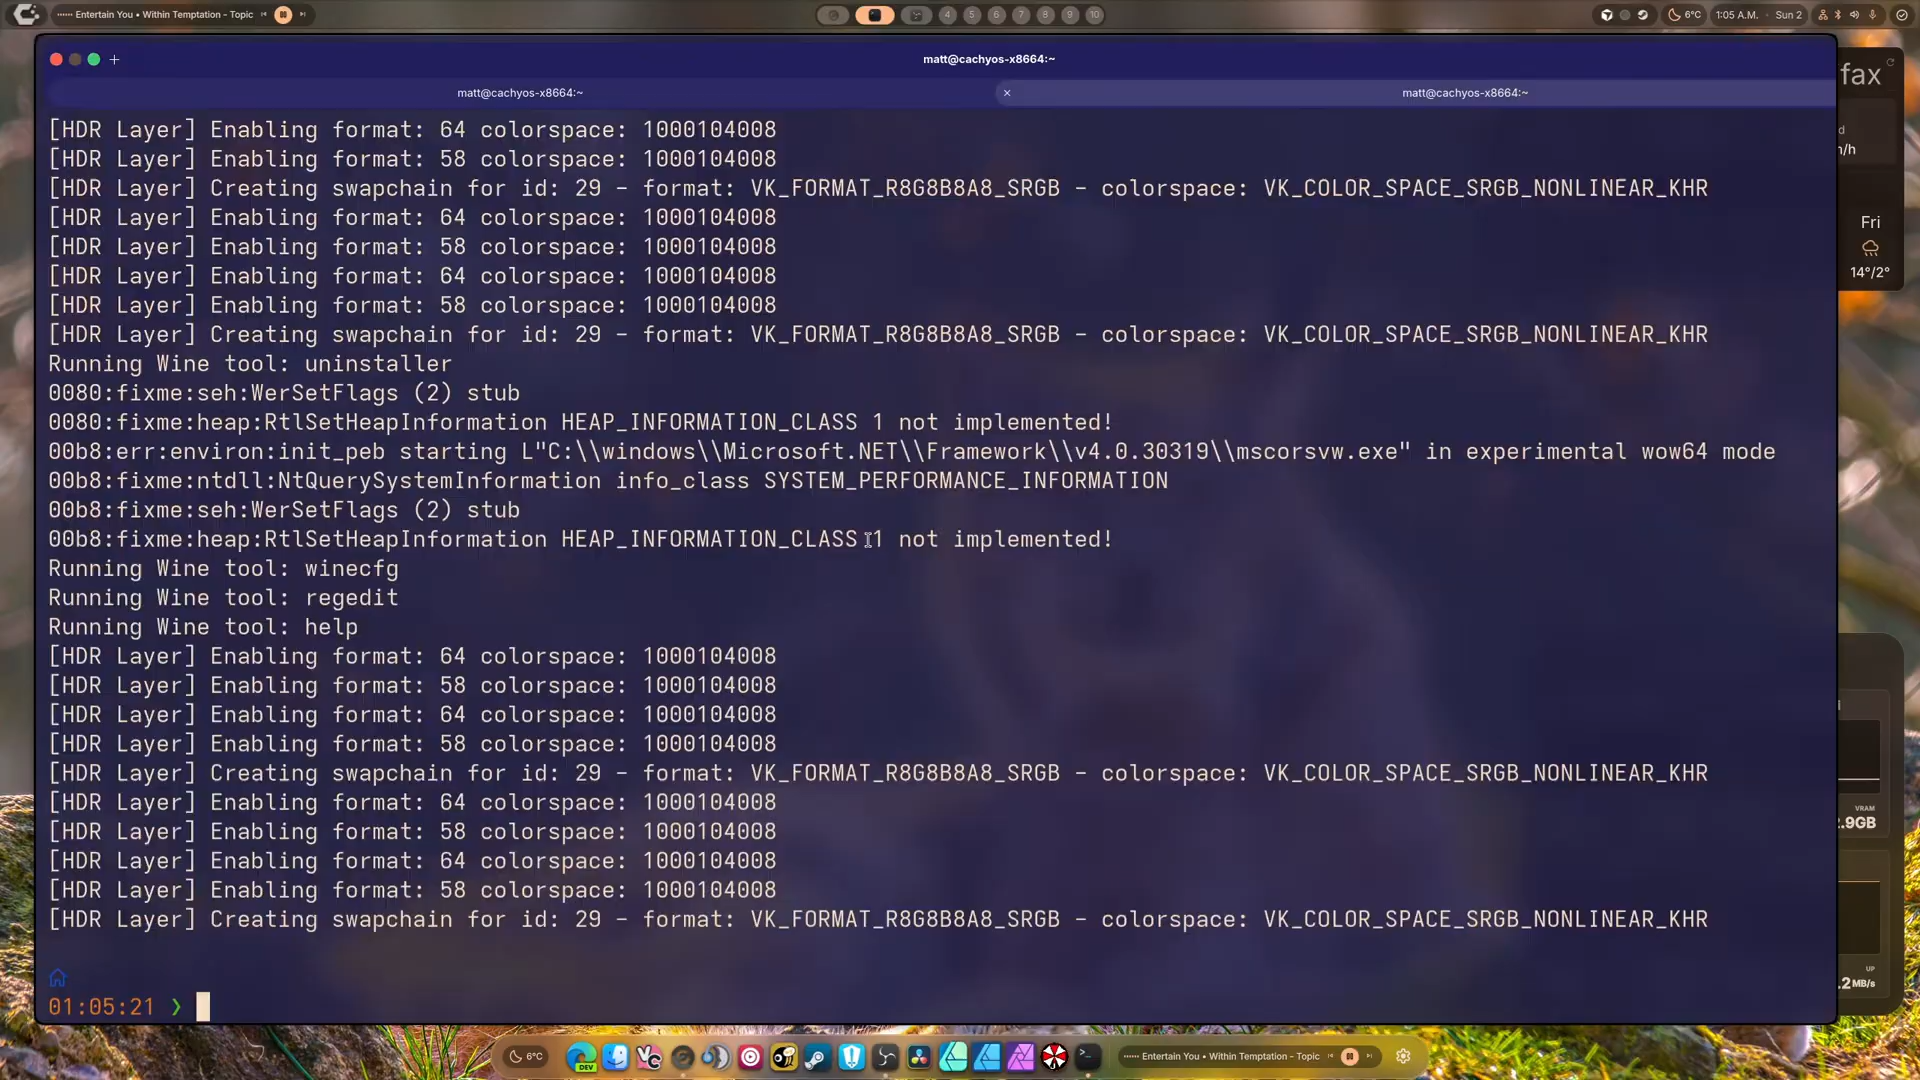 •••••• Entertain You • Within Temptation - Topic
4 5 6 7 8 9 10
6°C
1:05 A.M. · Sun 2
matt@cachyos-x8664:~
matt@cachyos-x8664:~
matt@cachyos-x8664:~
[HDR Layer] Enabling format: 64 colorspace: 1000104008
[HDR Layer] Enabling format: 58 colorspace: 1000104008
[HDR Layer] Creating swapchain for id: 29 - format: VK_FORMAT_R8G8B8A8_SRGB - colorspace: VK_COLOR_SPACE_SRGB_NONLINEAR_KHR
[HDR Layer] Enabling format: 64 colorspace: 1000104008
[HDR Layer] Enabling format: 58 colorspace: 1000104008
[HDR Layer] Enabling format: 64 colorspace: 1000104008
[HDR Layer] Enabling format: 58 colorspace: 1000104008
[HDR Layer] Creating swapchain for id: 29 - format: VK_FORMAT_R8G8B8A8_SRGB - colorspace: VK_COLOR_SPACE_SRGB_NONLINEAR_KHR
Running Wine tool: uninstaller
0080:fixme:seh:WerSetFlags (2) stub
0080:fixme:heap:RtlSetHeapInformation HEAP_INFORMATION_CLASS 1 not implemented!
00b8:err:environ:init_peb starting L"C:\\windows\\Microsoft.NET\\Framework\\v4.0.30319\\mscorsvw.exe" in experimental wow64 mode
00b8:fixme:ntdll:NtQuerySystemInformation info_class SYSTEM_PERFORMANCE_INFORMATION
00b8:fixme:seh:WerSetFlags (2) stub
00b8:fixme:heap:RtlSetHeapInformation HEAP_INFORMATION_CLASS 1 not implemented!
Running Wine tool: winecfg
Running Wine tool: regedit
Running Wine tool: help
[HDR Layer] Enabling format: 64 colorspace: 1000104008
[HDR Layer] Enabling format: 58 colorspace: 1000104008
[HDR Layer] Enabling format: 64 colorspace: 1000104008
[HDR Layer] Enabling format: 58 colorspace: 1000104008
[HDR Layer] Creating swapchain for id: 29 - format: VK_FORMAT_R8G8B8A8_SRGB - colorspace: VK_COLOR_SPACE_SRGB_NONLINEAR_KHR
[HDR Layer] Enabling format: 64 colorspace: 1000104008
[HDR Layer] Enabling format: 58 colorspace: 1000104008
[HDR Layer] Enabling format: 64 colorspace: 1000104008
[HDR Layer] Enabling format: 58 colorspace: 1000104008
[HDR Layer] Creating swapchain for id: 29 - format: VK_FORMAT_R8G8B8A8_SRGB - colorspace: VK_COLOR_SPACE_SRGB_NONLINEAR_KHR
01:05:21 ❯
fax
d
n/h
Fri
14°/2°
VRAM
.9GB
UP
.2MB/s
6°C
DEV
•••••• Entertain You • Within Temptation - Topic